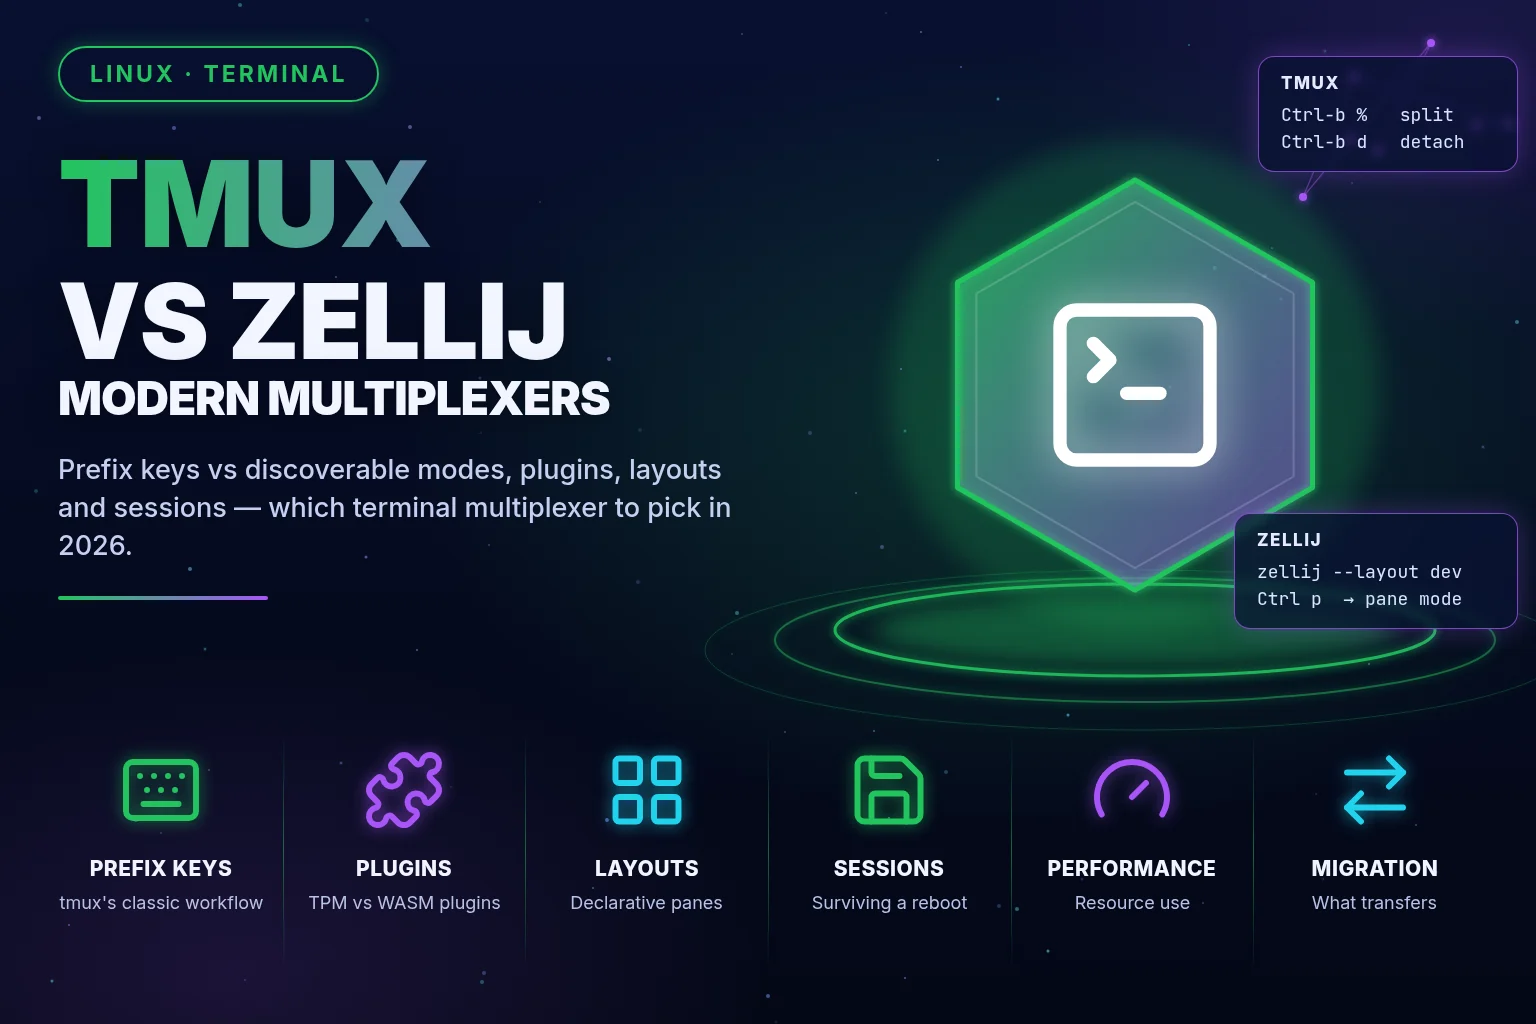 LINUX · TERMINAL
TMUX
VS ZELLIJ
MODERN MULTIPLEXERS
Prefix keys vs discoverable modes, plugins, layouts
and sessions — which terminal multiplexer to pick in
2026.
TMUX
Ctrl-b %   split
Ctrl-b d   detach
ZELLIJ
zellij --layout dev
Ctrl p  → pane mode
PREFIX KEYS
tmux's classic workflow
PLUGINS
TPM vs WASM plugins
LAYOUTS
Declarative panes
SESSIONS
Surviving a reboot
PERFORMANCE
Resource use
MIGRATION
What transfers